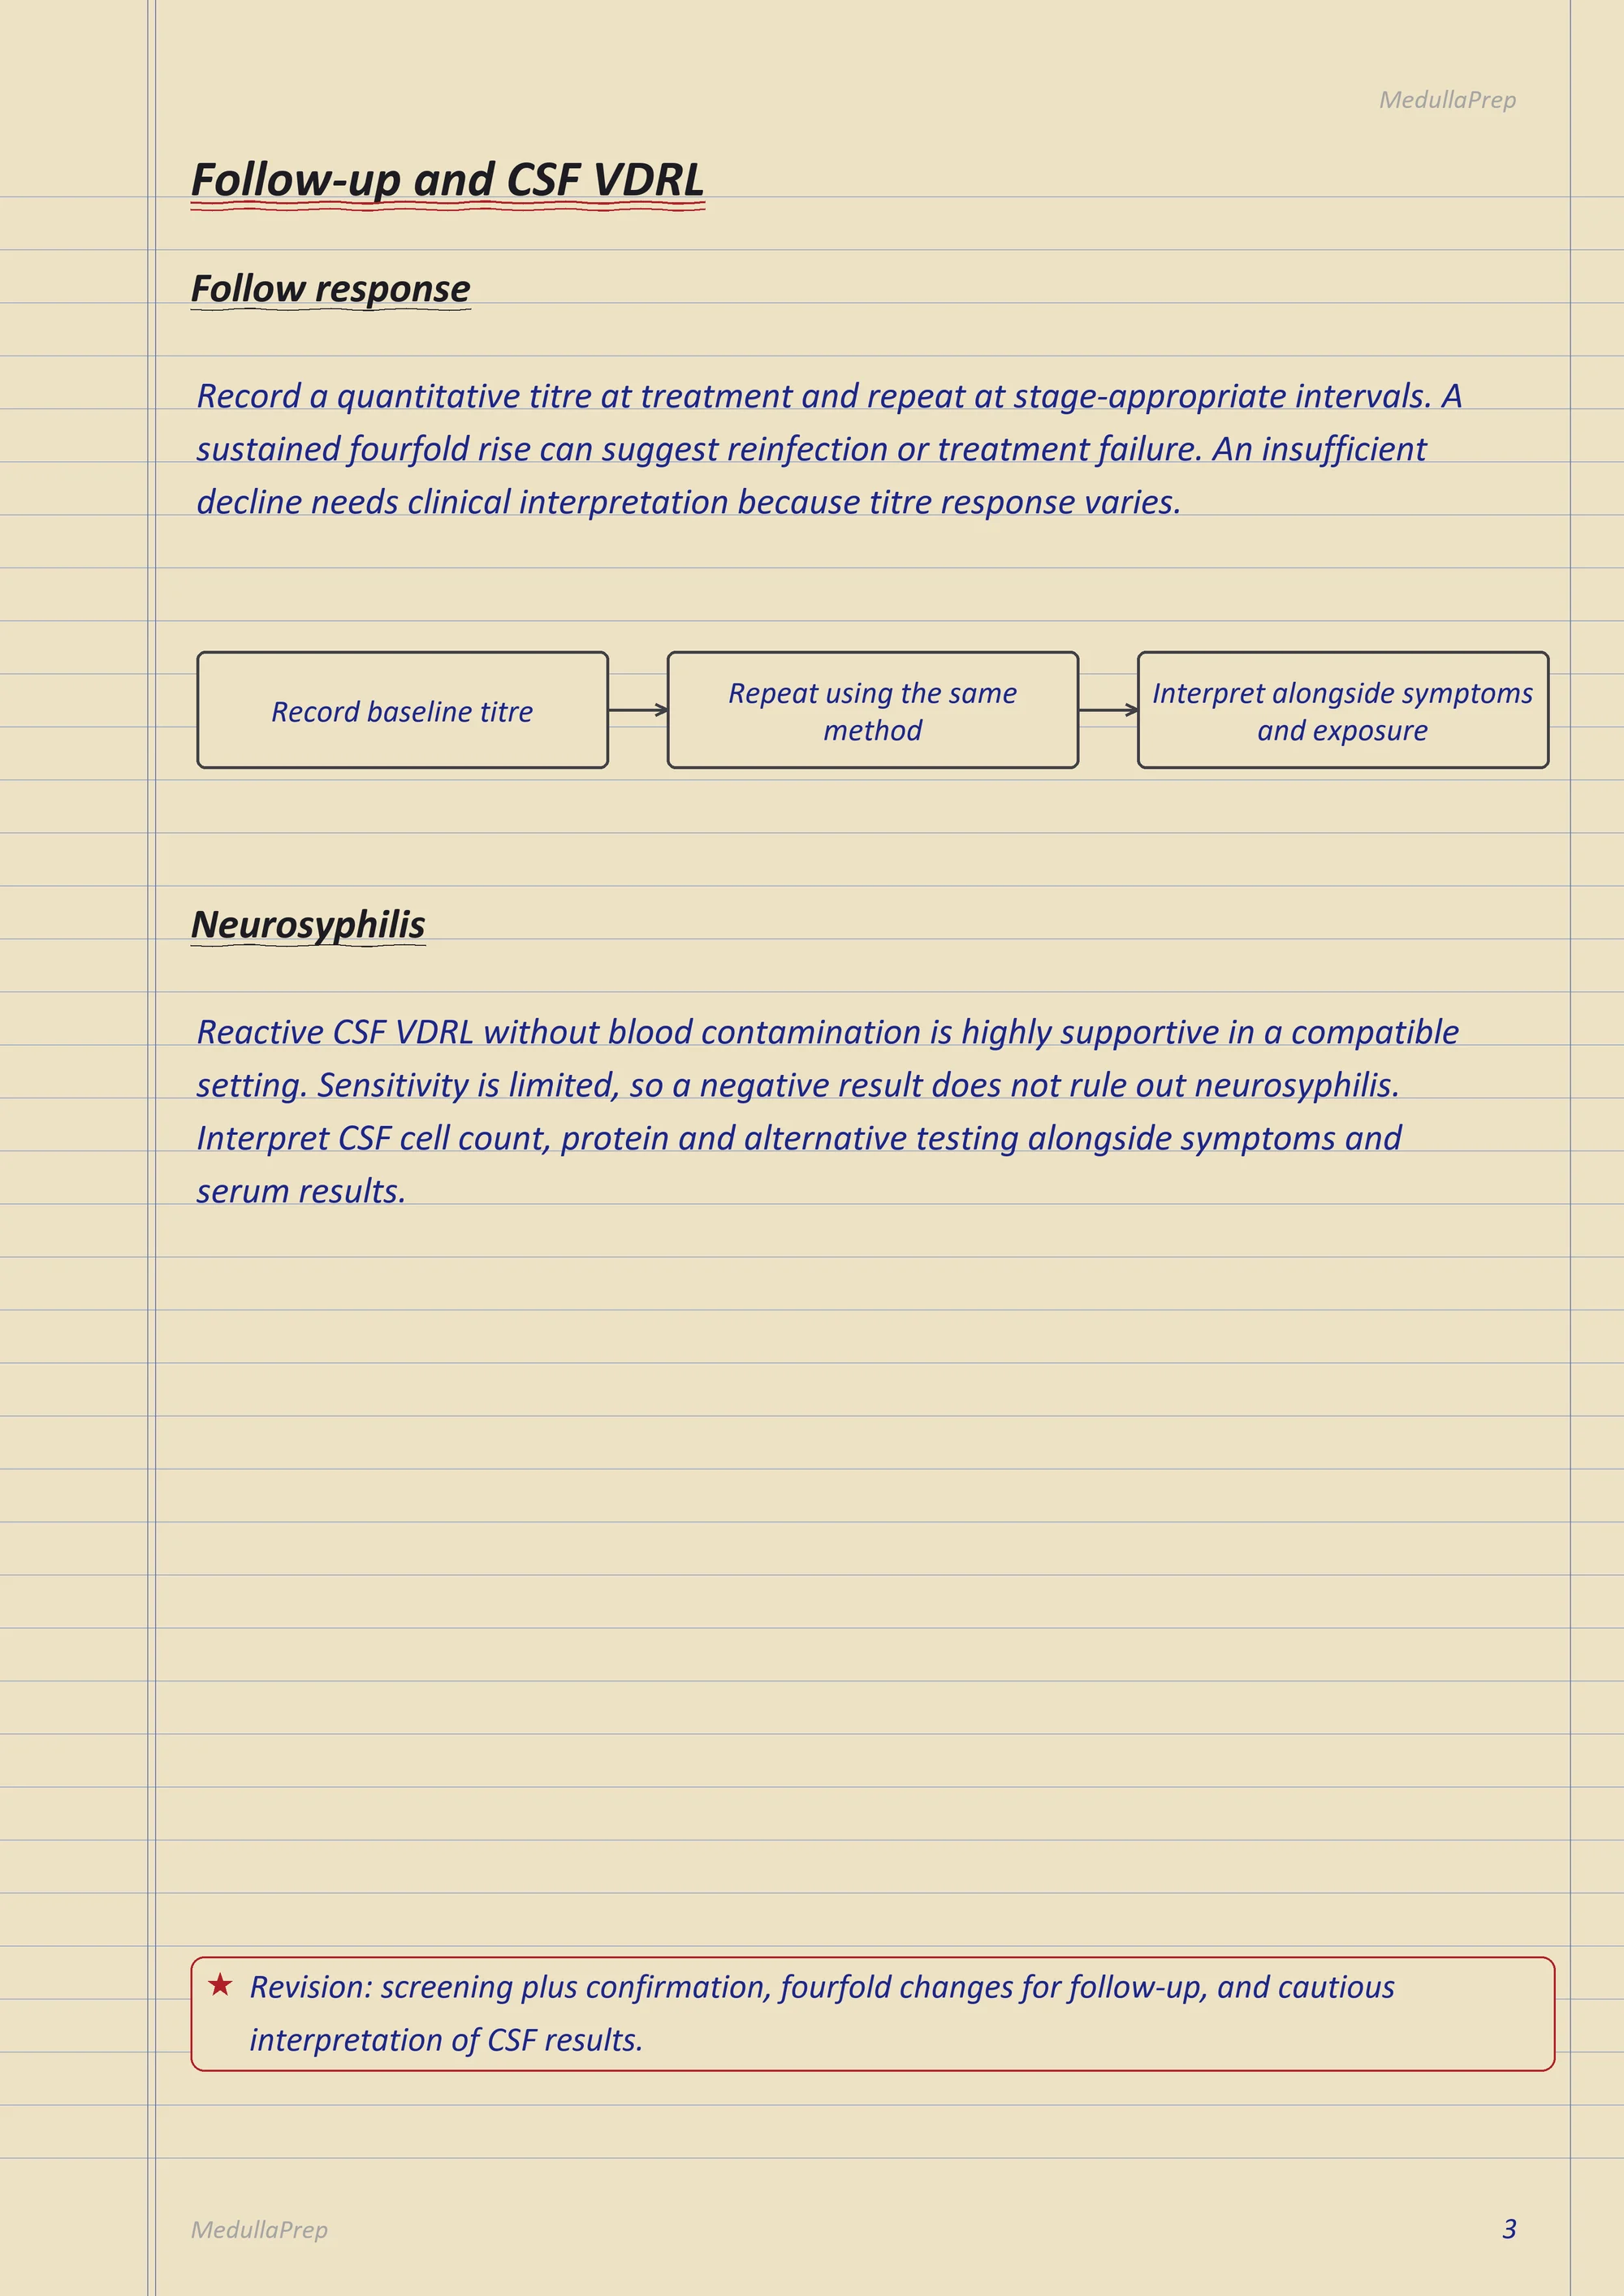 MedullaPrep
Follow-up and CSF VDRL
Follow response
Record a quantitative titre at treatment and repeat at stage-appropriate intervals. A
sustained fourfold rise can suggest reinfection or treatment failure. An insufficient
decline needs clinical interpretation because titre response varies.
Record baseline titre
Repeat using the same
method
Interpret alongside symptoms
and exposure
Neurosyphilis
Reactive CSF VDRL without blood contamination is highly supportive in a compatible
setting. Sensitivity is limited, so a negative result does not rule out neurosyphilis.
Interpret CSF cell count, protein and alternative testing alongside symptoms and
serum results.
★ Revision: screening plus confirmation, fourfold changes for follow-up, and cautious
interpretation of CSF results.
MedullaPrep
3